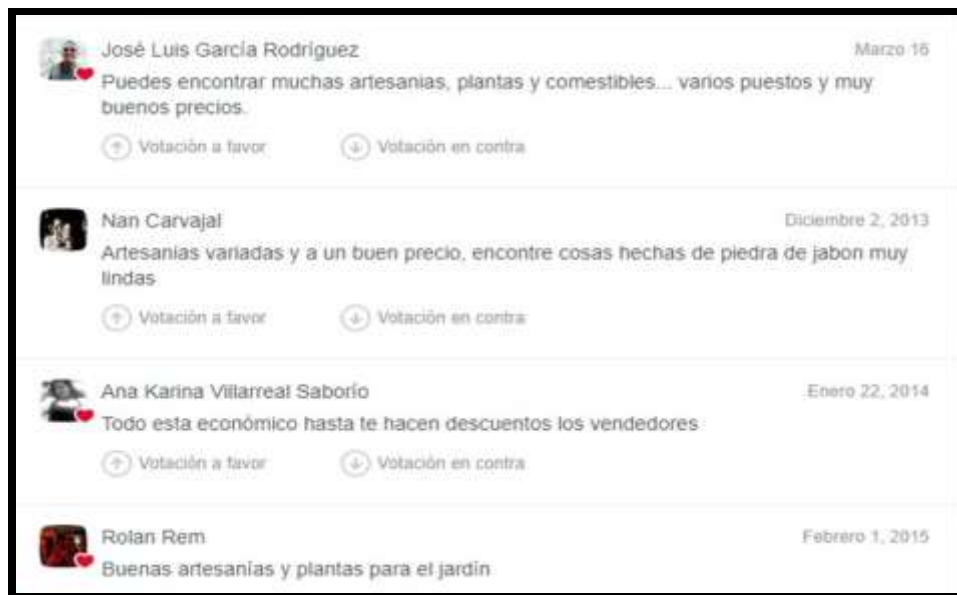 José Luis García Rodríguez
Marzo 16
Puedes encontrar muchas artesanias, plantas y comestibles... varios puestos y muy
buenos precios.
Votación a favor
Votación en contra
Nan Carvajal
Diciembre 2, 2013
Artesanias variadas y a un buen precio, encontre cosas hechas de piedra de jabon muy
lindas
Votación a favor
Votación en contra
Ana Karina Villarreal Saborío
Enero 22, 2014
Todo esta económico hasta te hacen descuentos los vendedores
Votación a favor
Votación en contra
Rolan Rem
Febrero 1, 2015
Buenas artesanías y plantas para el jardín